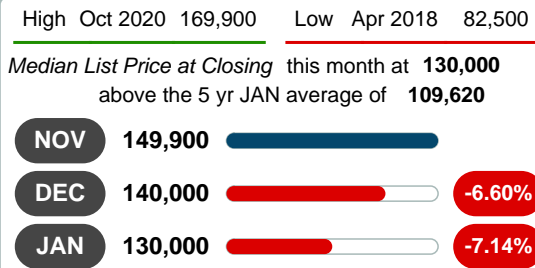 High Oct 2020 169,900 Low Apr 2018 82,500
Median List Price at Closing this month at 130,000
above the 5 yr JAN average of 109,620
NOV 149,900
DEC 140,000 -6.60%
JAN 130,000 -7.14%